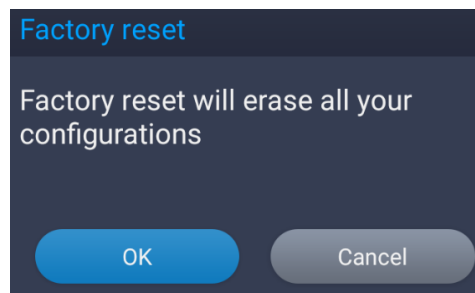 Factory reset
Factory reset will erase all your
configurations
OK
Cancel